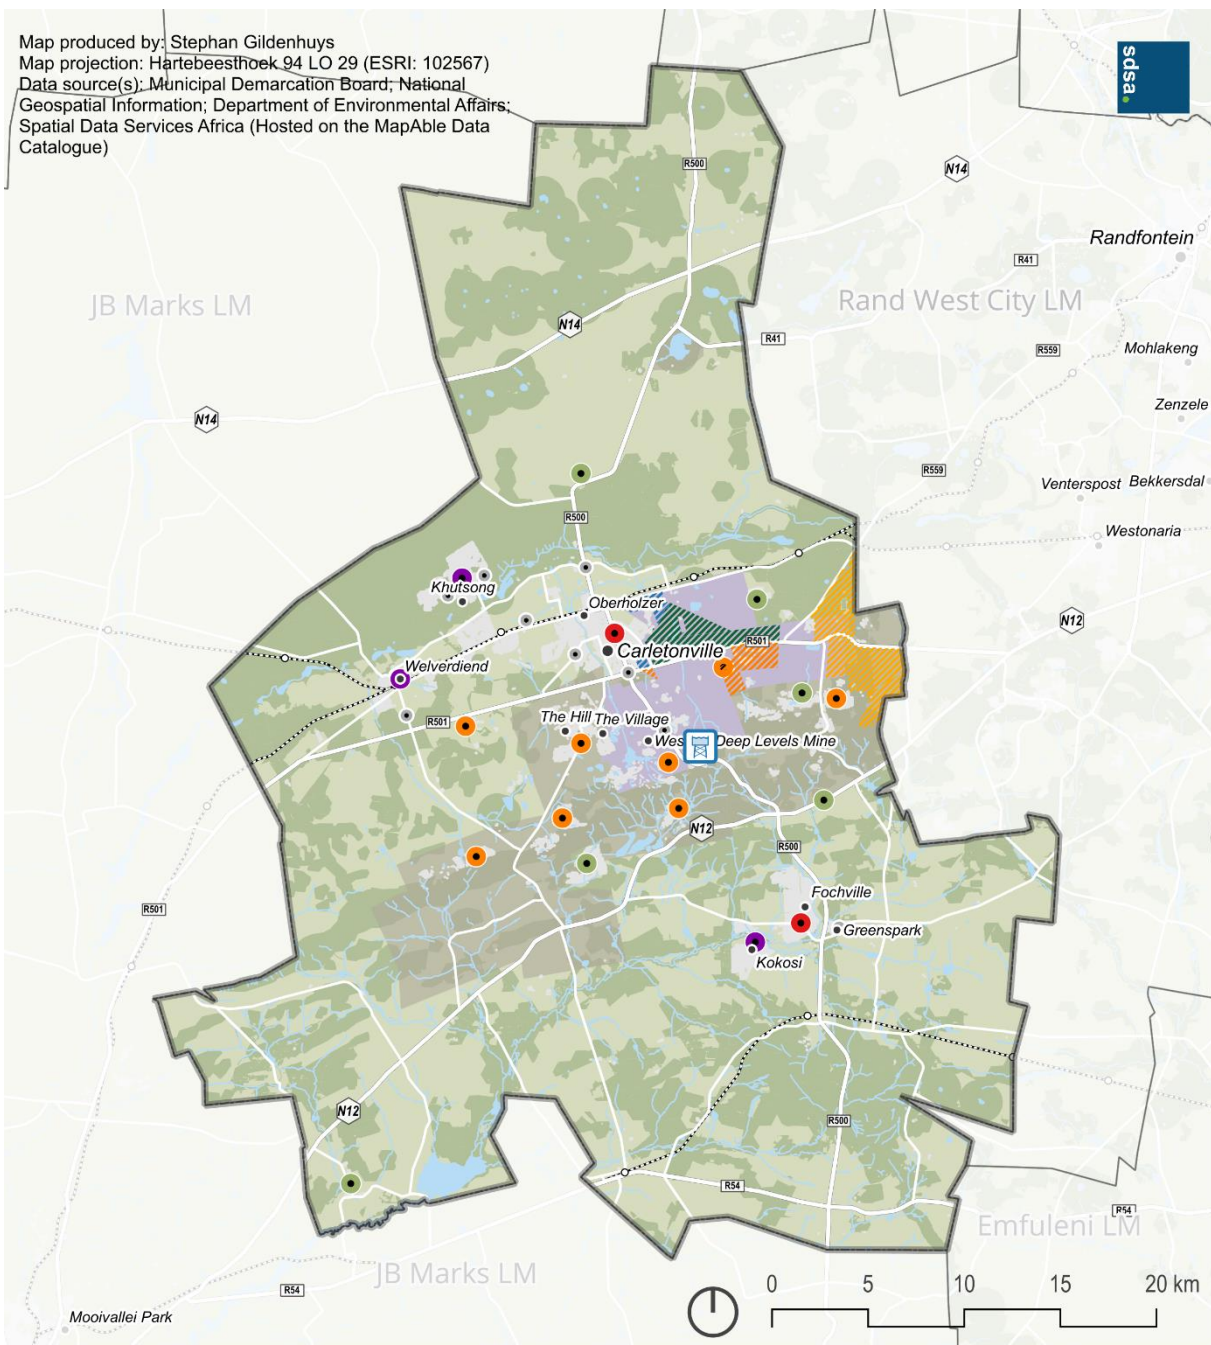 Map produced by: Stephan Gildenhuys
Map projection: Hartebeesthoek 94 LO 29 (ESRI: 102567)
Data source(s): Municipal Demarcation Board; National
Geospatial Information; Department of Environmental Affairs;
Spatial Data Services Africa (Hosted on the MapAble Data
Catalogue)
sdsa
R500
N14
Randfontein
R41
JB Marks LM
Rand West City LM
N14
R41
R559
Mohlakeng
Zenzele
N14
R559
Venterspost
Bekkersdal
R500
Westonaria
Khutsong
Oberholzer
N12
R501
Carletonville
Welverdiend
R501
The Hill
The Village
Wes
Deep Levels Mine
N12
R500
Fochville
R501
Greenspark
Kokosi
N12
R500
R54
R54
Emfuleni LM
JB Marks LM
R54
Mooivallei Park
0 5 10 15 20 km